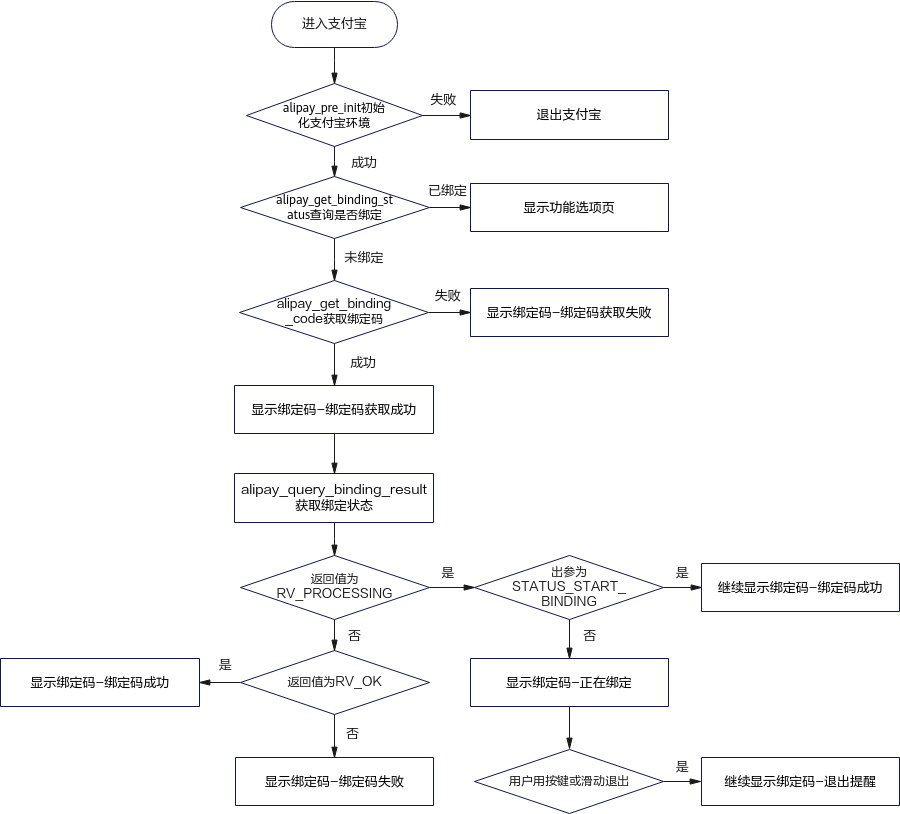 进入支付宝
alipay_pre_init初始
化支付宝环境
失败
退出支付宝
成功
alipay_get_binding_st
atus查询是否绑定
已绑定
显示功能选项页
未绑定
alipay_get_binding
_code获取绑定码
失败
显示绑定码-绑定码获取失败
成功
显示绑定码-绑定码获取成功
alipay_query_binding_result
获取绑定状态
返回值为
RV_PROCESSING
是
出参为
STATUS_START_
BINDING
是
继续显示绑定码-绑定码成功
否
否
显示绑定码-绑定码成功
是
返回值为RV_OK
显示绑定码-正在绑定
否
显示绑定码-绑定码失败
用户用按键或滑动退出
是
继续显示绑定码-退出提醒